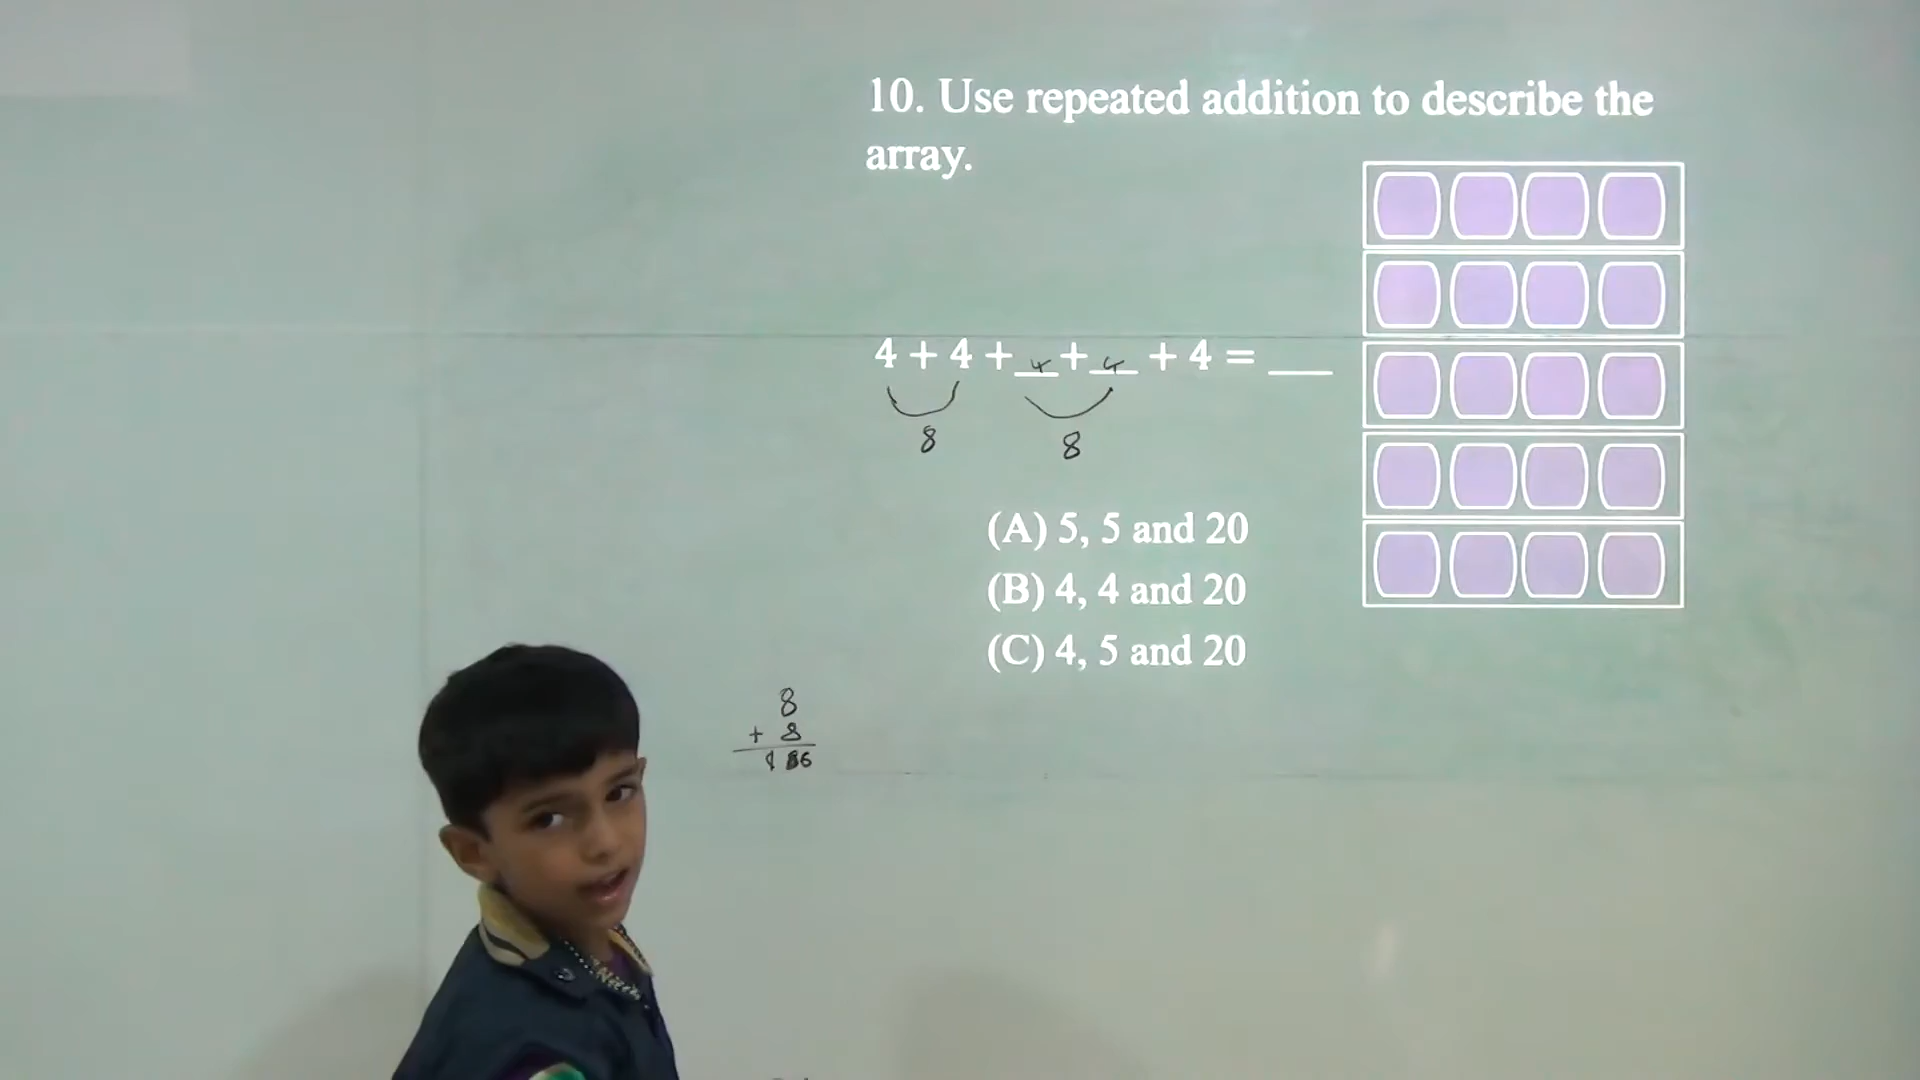 10. Use repeated addition to describe the
array.
4 + 4 + 4 + 4 + 4 = ___
8 8
(A) 5, 5 and 20
(B) 4, 4 and 20
(C) 4, 5 and 20
8
+ 8